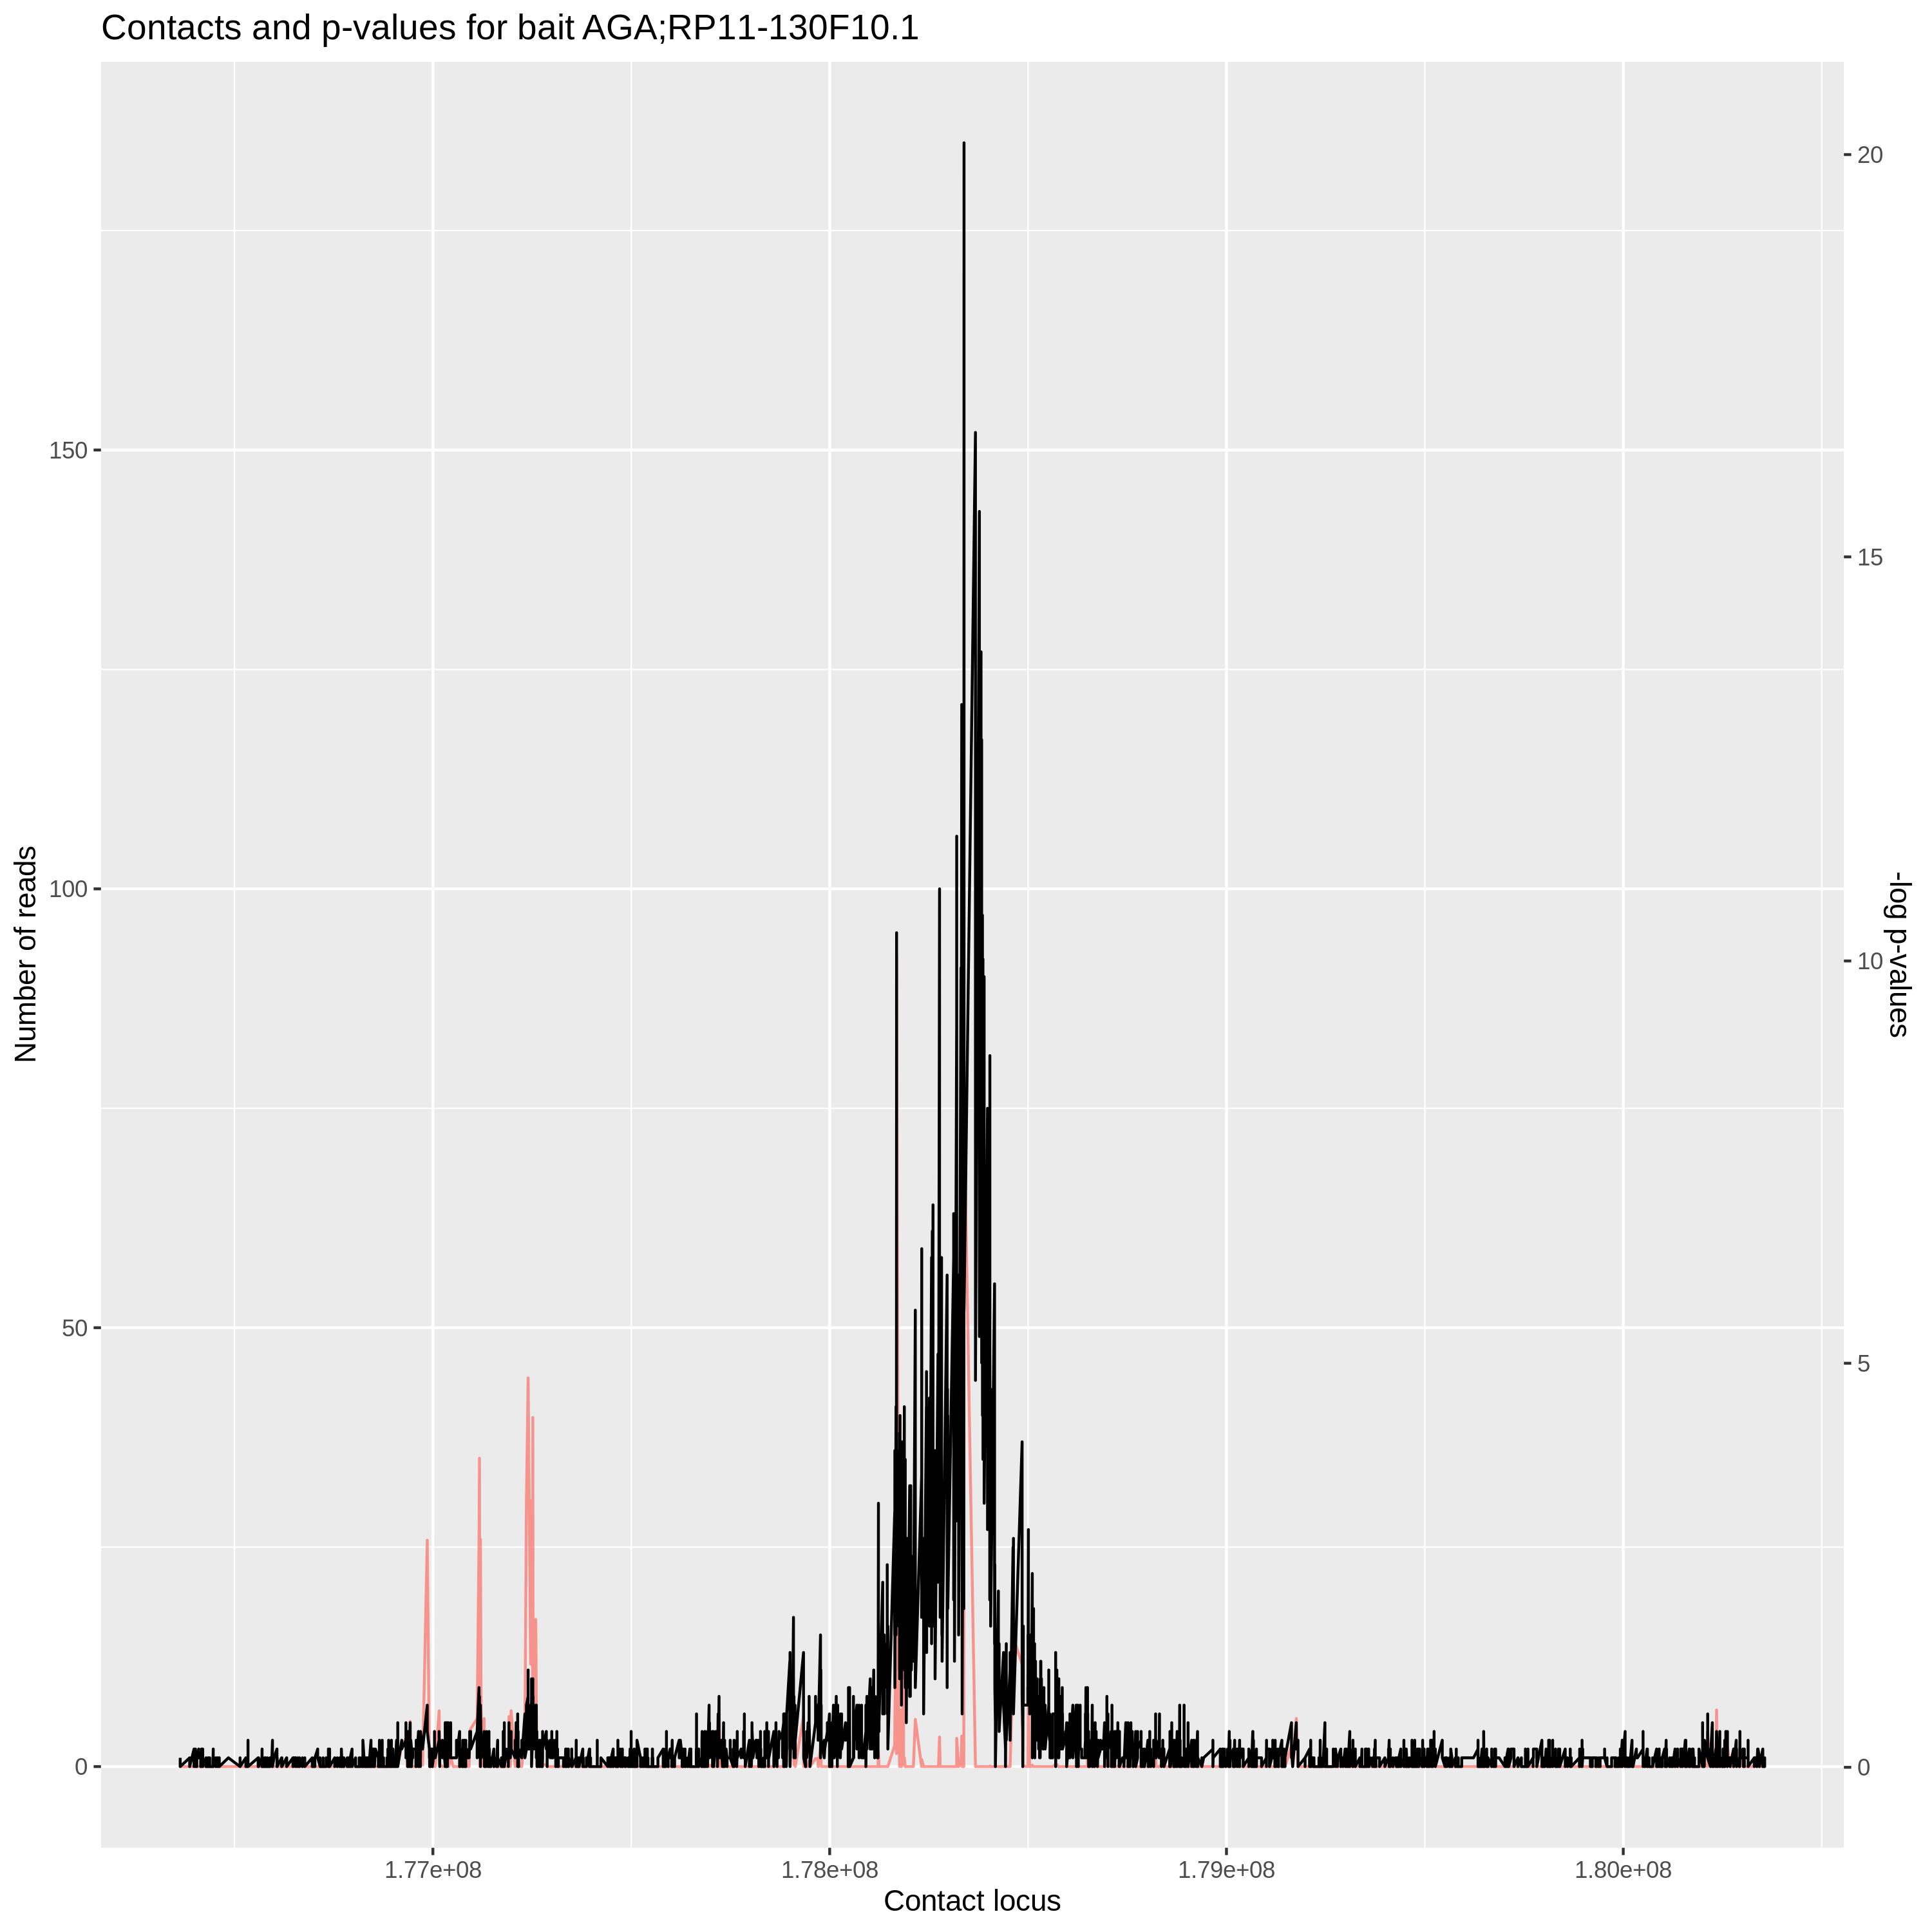 Contacts and p-values for bait AGA;RP11-130F10.1
Number of reads
150
100
50
0
20
15
10
5
0
-log p-values
1.77e+08
1.78e+08
1.79e+08
1.80e+08
Contact locus